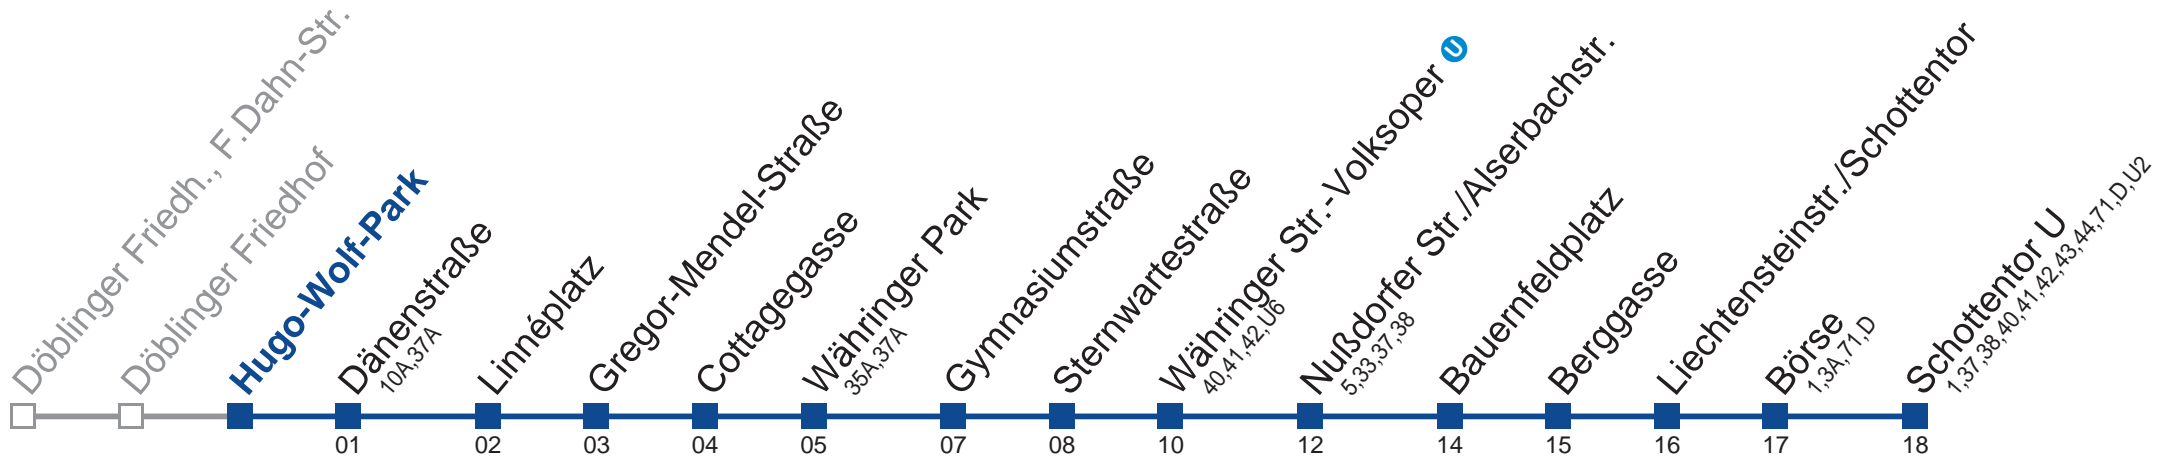 Döblinger Friedh., F.Dahn-Str.
Döblinger Friedhof
Hugo-Wolf-Park
Dänenstraße
10A,37A
Linnéplatz
Gregor-Mendel-Straße
Cottagegasse
Währinger Park
35A,37A
Gymnasiumstraße
Sternwartestraße
Währinger Str.-Volksoper U
40,41,42,U6
Nußdorfer Str./Alserbachstr.
5,33,37,38
Bauernfeldplatz
Berggasse
Liechtensteinstr./Schottentor
Börse
1,3A,71,D
Schottentor U
1,37,38,40,41,42,43,44,71,D,U2
01 02 03 04 05 07 08 10 12 14 15 16 17 18